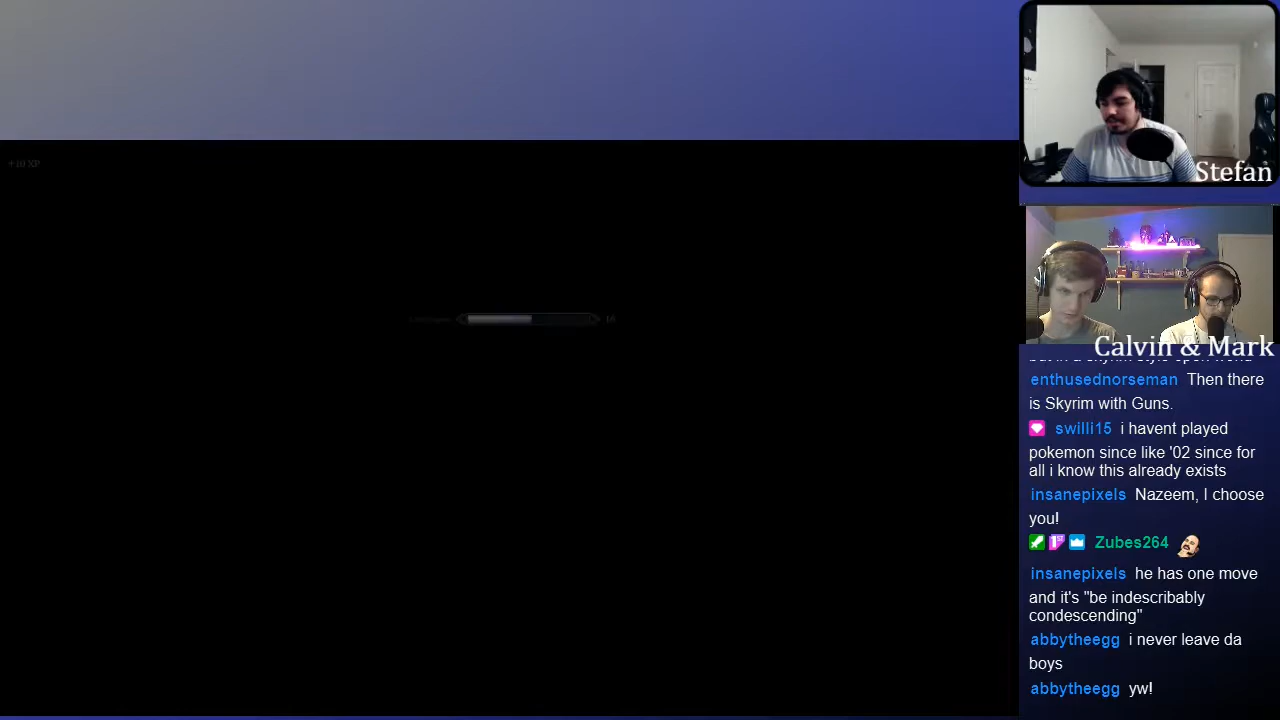 +10 XP
Stefan
Calvin & Mark
enthusednorseman Then there
is Skyrim with Guns.
swilli15 i havent played
pokemon since like '02 since for
all i know this already exists
insanepixels Nazeem, I choose
you!
Zubes264
insanepixels he has one move
and it's "be indescribably
condescending"
abbytheegg i never leave da
boys
abbytheegg yw!